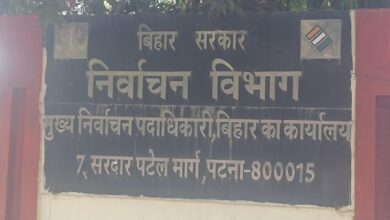 बिहार सरकार
निर्वाचन विभाग
मुख्य निर्वाचन पदाधिकारी, बिहार का कार्यालय
7, सरदार पटेल मार्ग, पटना-800015